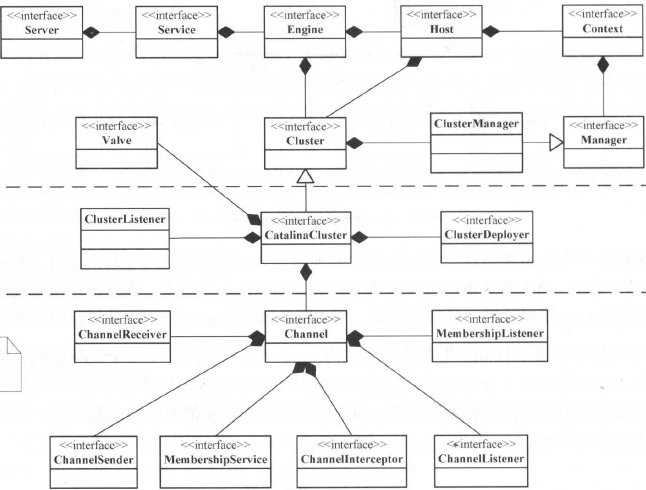 <<interface>>
Server
<<interface>>
Service
<<interface>>
Engine
<<interface>>
Host
<<interface>>
Context
<<interface>>
Valve
<<interface>>
Cluster
ClusterManager
<<interface>>
Manager
ClusterListener
<<interface>>
CatalinaCluster
<<interface>>
ClusterDeployer
<<interface>>
ChannelReceiver
<<interface>>
Channel
<<interface>>
MembershipListener
<<interface>>
ChannelSender
<<interface>>
MembershipService
<<interface>>
ChannelInterceptor
<<interface>>
ChannelListener